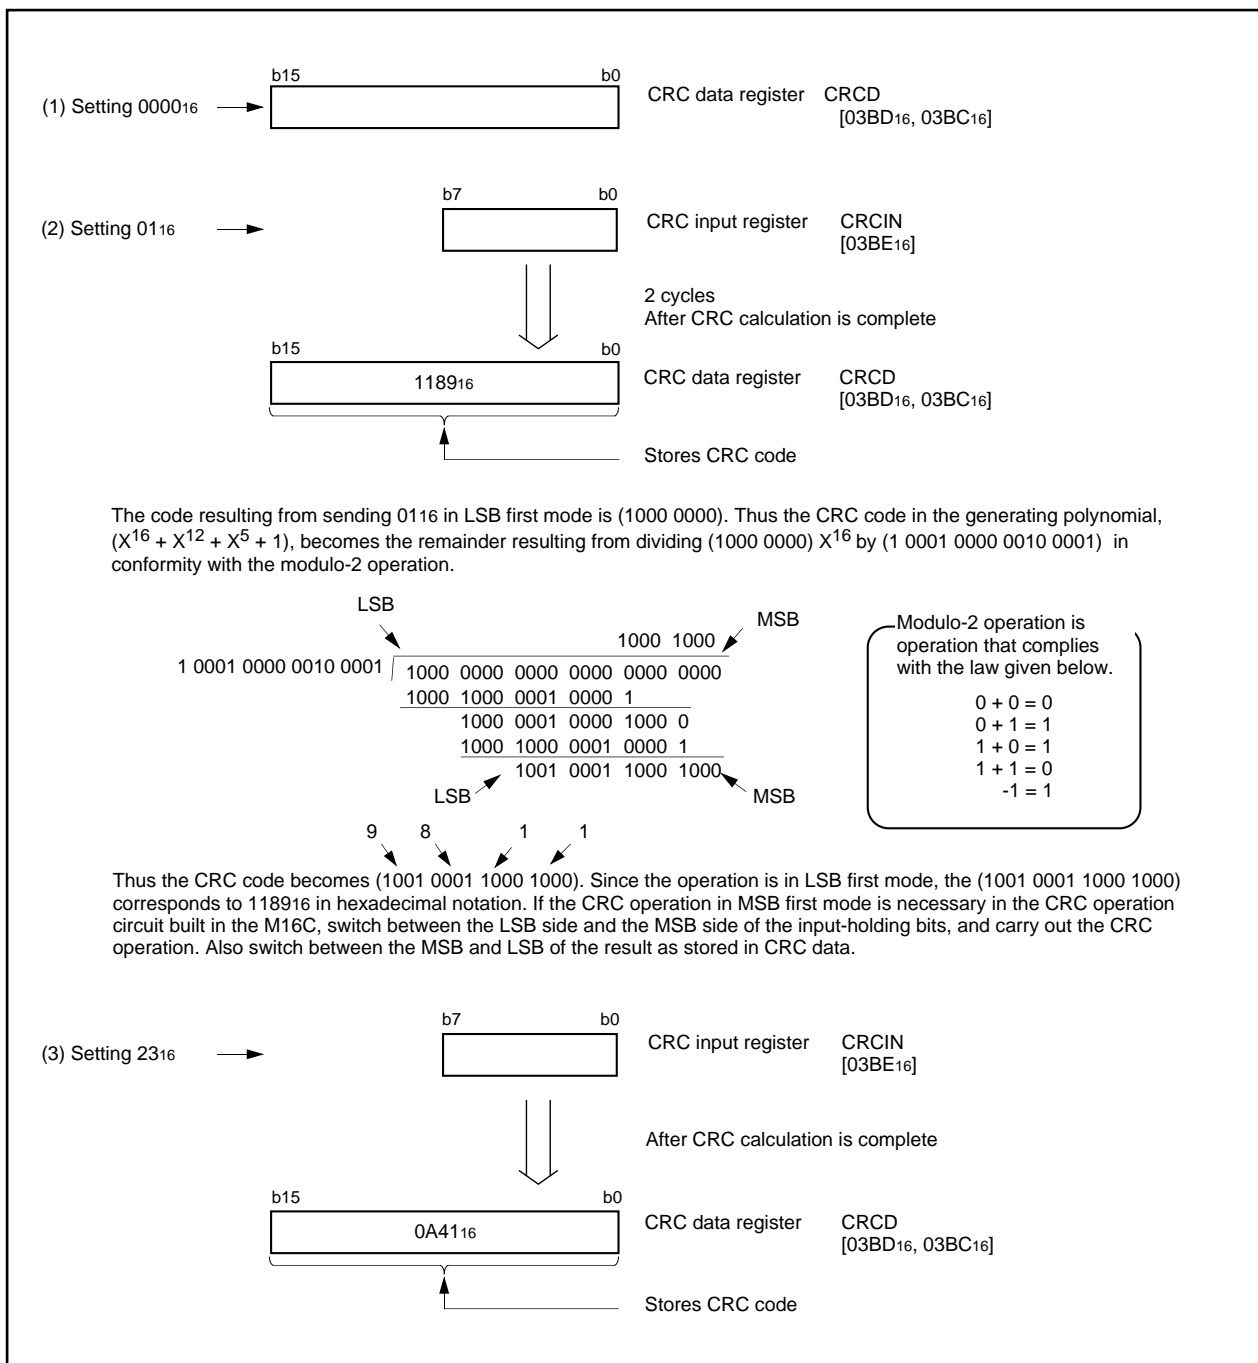 b15 b0
(1) Setting 0000₁₆ CRC data register CRCD
[03BD₁₆, 03BC₁₆]
b7 b0
(2) Setting 01₁₆ CRC input register CRCIN
[03BE₁₆]
2 cycles
After CRC calculation is complete
b15 b0
1189₁₆ CRC data register CRCD
[03BD₁₆, 03BC₁₆]
Stores CRC code
The code resulting from sending 01₁₆ in LSB first mode is (1000 0000). Thus the CRC code in the generating polynomial,
(X¹⁶ + X¹² + X⁵ + 1), becomes the remainder resulting from dividing (1000 0000) X¹⁶ by (1 0001 0000 0010 0001) in
conformity with the modulo-2 operation.
LSB MSB
1000 1000
1 0001 0000 0010 0001 1000 0000 0000 0000 0000 0000
1000 1000 0001 0000 1
1000 0001 0000 1000 0
1000 1000 0001 0000 1
1001 0001 1000 1000
LSB MSB
Modulo-2 operation is
operation that complies
with the law given below.
0 + 0 = 0
0 + 1 = 1
1 + 0 = 1
1 + 1 = 0
-1 = 1
9 8 1 1
Thus the CRC code becomes (1001 0001 1000 1000). Since the operation is in LSB first mode, the (1001 0001 1000 1000)
corresponds to 1189₁₆ in hexadecimal notation. If the CRC operation in MSB first mode is necessary in the CRC operation
circuit built in the M16C, switch between the LSB side and the MSB side of the input-holding bits, and carry out the CRC
operation. Also switch between the MSB and LSB of the result as stored in CRC data.
b7 b0
(3) Setting 23₁₆ CRC input register CRCIN
[03BE₁₆]
After CRC calculation is complete
b15 b0
0A41₁₆ CRC data register CRCD
[03BD₁₆, 03BC₁₆]
Stores CRC code